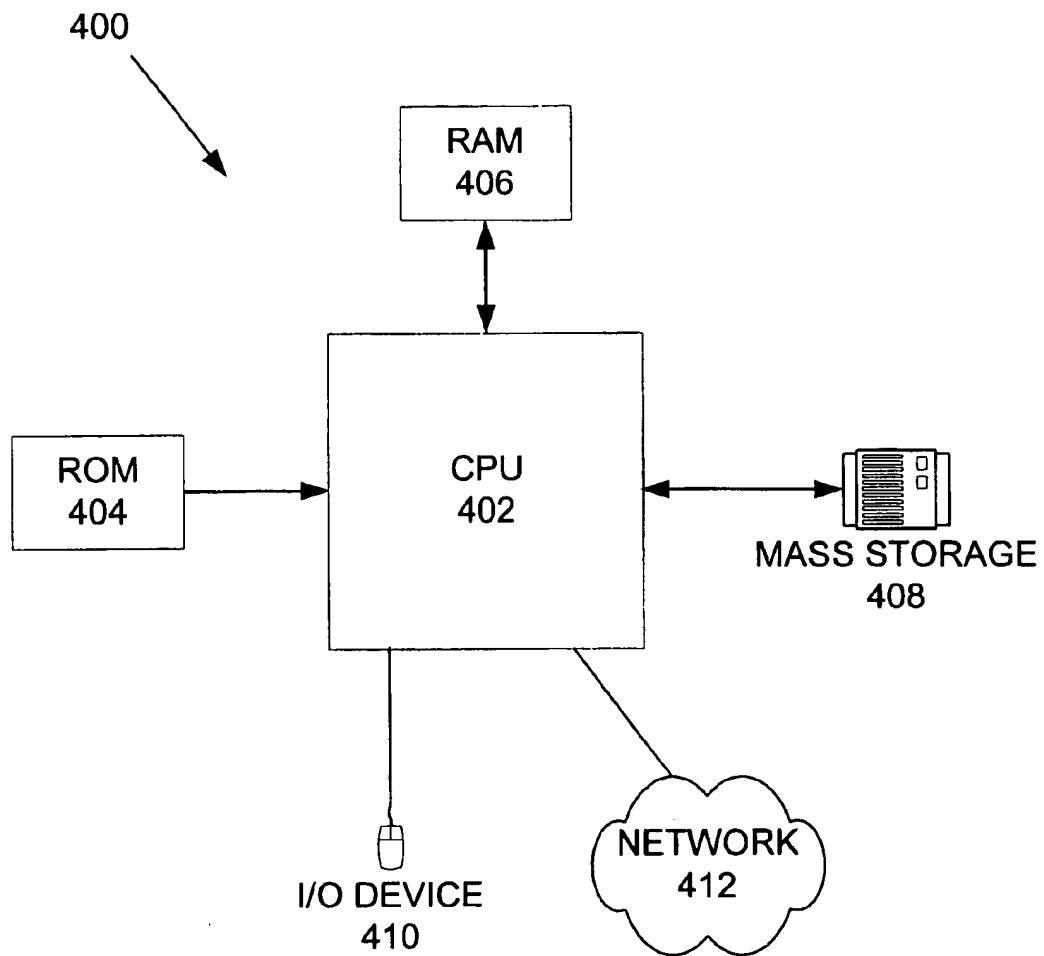 400
RAM
406
ROM
404
CPU
402
MASS STORAGE
408
I/O DEVICE
410
NETWORK
412